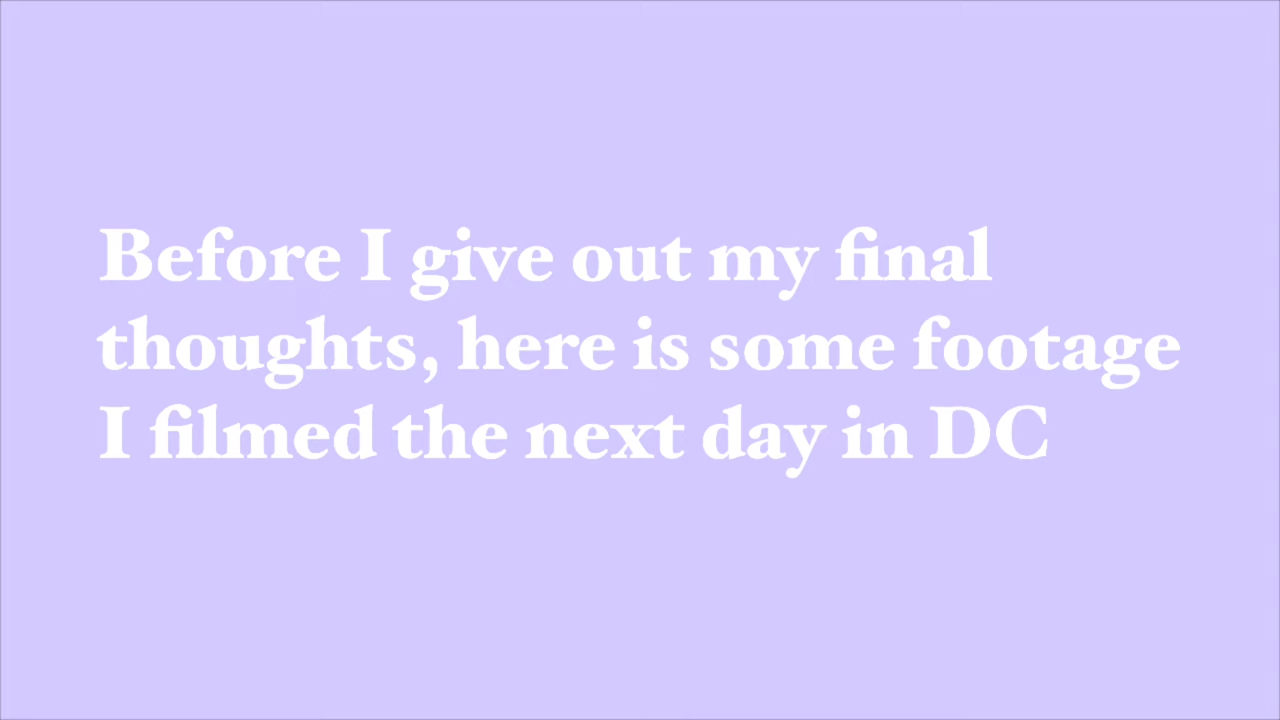 Before I give out my final
thoughts, here is some footage
I filmed the next day in DC